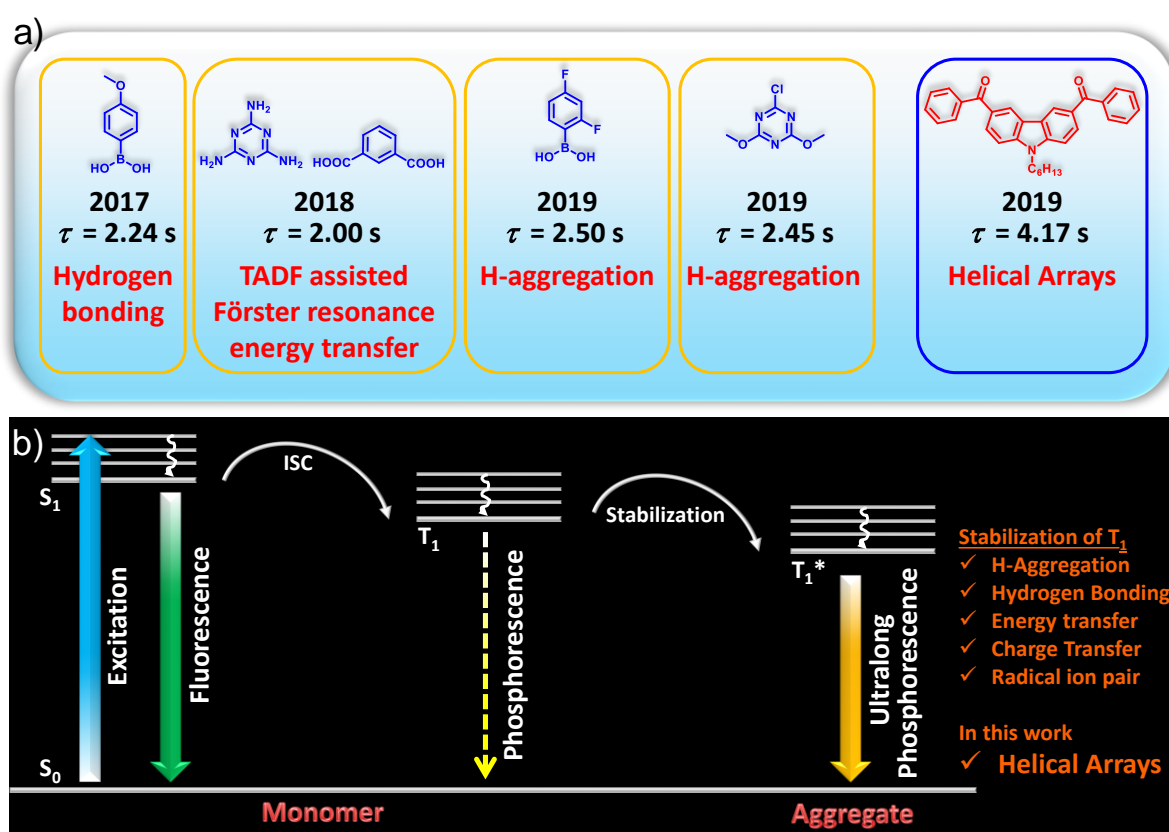 a)
O
B
HO
OH
2017
τ = 2.24 s
Hydrogen
bonding
NH₂
N
N
H₂N
N
NH₂
HOOC
COOH
2018
τ = 2.00 s
TADF assisted
Förster resonance
energy transfer
F
F
B
HO
OH
2019
τ = 2.50 s
H-aggregation
Cl
N
N
O
N
O
2019
τ = 2.45 s
H-aggregation
O
O
N
C₆H₁₃
2019
τ = 4.17 s
Helical Arrays
b)
S₁
Excitation
Fluorescence
S₀
ISC
T₁
Phosphorescence
Monomer
Stabilization
T₁*
Ultralong
Phosphorescence
Aggregate
Stabilization of T₁
✓ H-Aggregation
✓ Hydrogen Bonding
✓ Energy transfer
✓ Charge Transfer
✓ Radical ion pair
In this work
✓ Helical Arrays